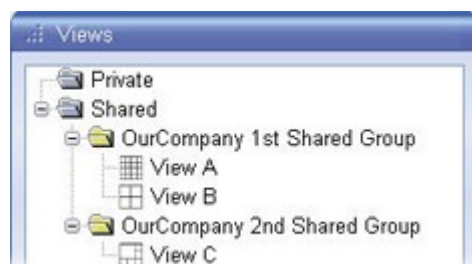 Views
Private
Shared
OurCompany 1st Shared Group
View A
View B
OurCompany 2nd Shared Group
View C